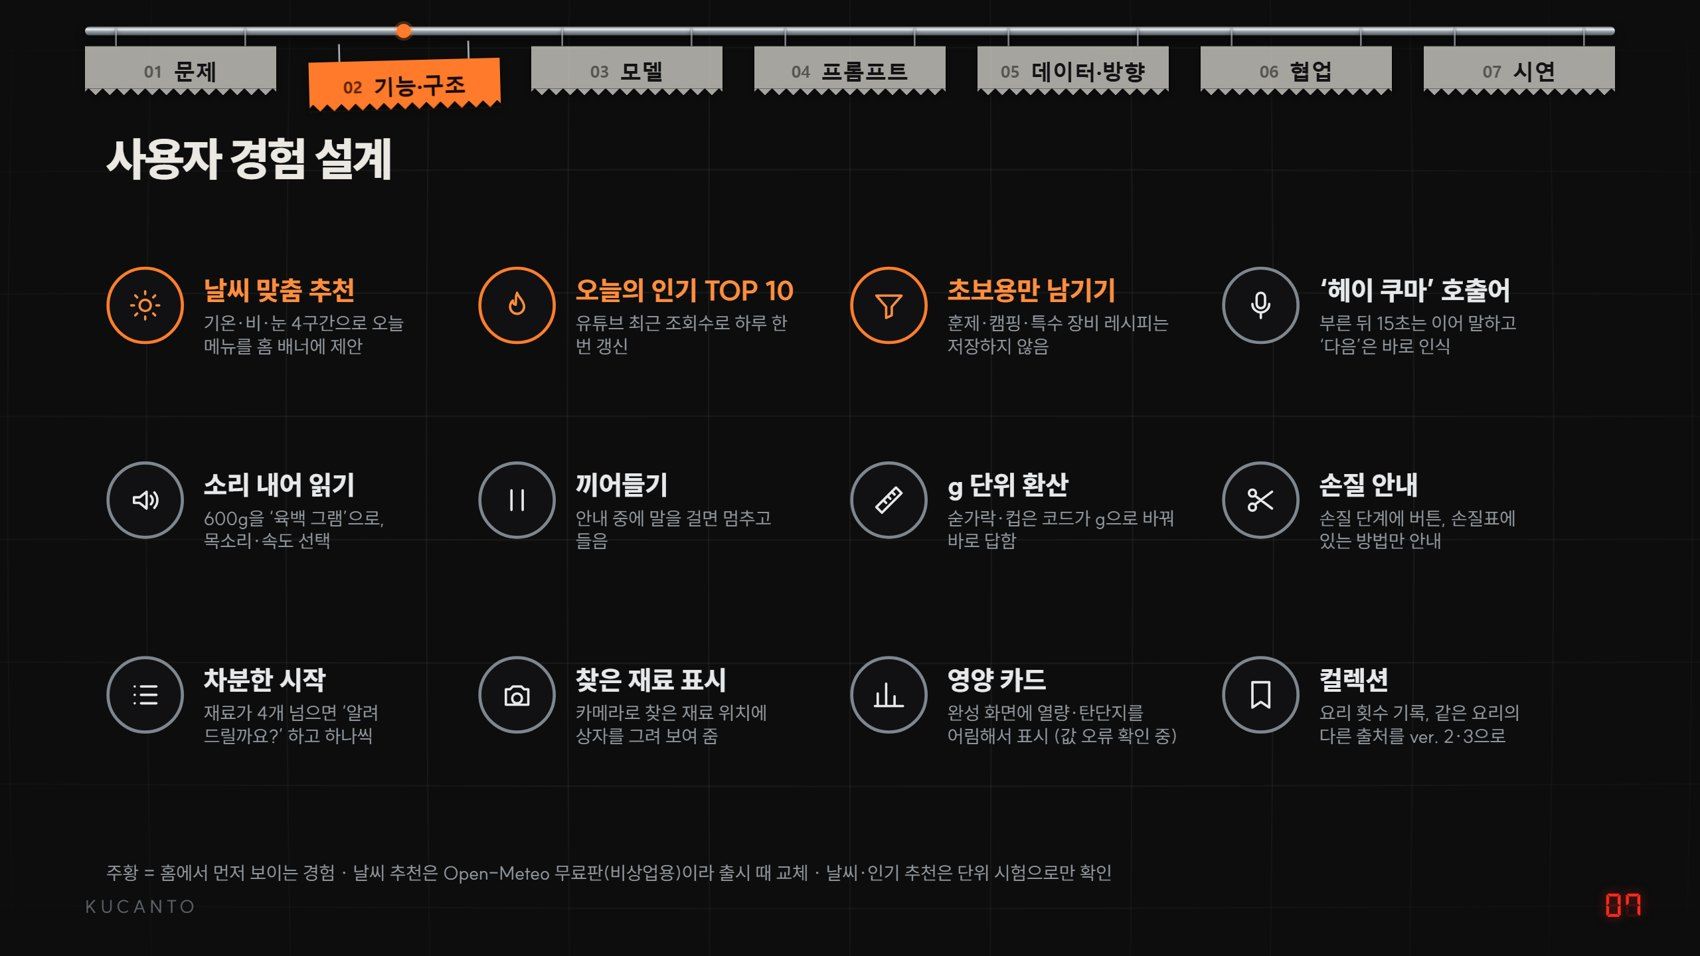 01 문제
02 기능·구조
03 모델
04 프롬프트
05 데이터·방향
06 협업
07 시연
사용자 경험 설계
날씨 맞춤 추천
기온·비·눈 4구간으로 오늘
메뉴를 홈 배너에 제안
오늘의 인기 TOP 10
유튜브 최근 조회수로 하루 한
번 갱신
초보용만 남기기
훈제·캠핑·특수 장비 레시피는
저장하지 않음
‘헤이 쿠마’ 호출어
부른 뒤 15초는 이어 말하고
‘다음’은 바로 인식
소리 내어 읽기
600g을 ‘육백 그램’으로,
목소리·속도 선택
끼어들기
안내 중에 말을 걸면 멈추고
들음
g 단위 환산
숟가락·컵은 코드가 g으로 바꿔
바로 답함
손질 안내
손질 단계에 버튼, 손질표에
있는 방법만 안내
차분한 시작
재료가 4개 넘으면 ‘알려
드릴까요?’ 하고 하나씩
찾은 재료 표시
카메라로 찾은 재료 위치에
상자를 그려 보여 줌
영양 카드
완성 화면에 열량·탄단지를
어림해서 표시 (값 오류 확인 중)
컬렉션
요리 횟수 기록, 같은 요리의
다른 출처를 ver. 2·3으로
주황 = 홈에서 먼저 보이는 경험 · 날씨 추천은 Open-Meteo 무료판(비상업용)이라 출시 때 교체 · 날씨·인기 추천은 단위 시험으로만 확인
KUCANTO
07